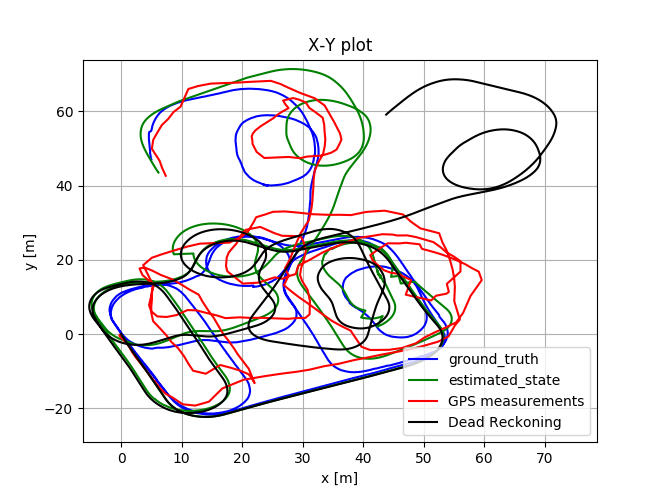 X-Y plot
y [m]
60
40
20
0
−20
0 10 20 30 40 50 60 70
x [m]
ground_truth
estimated_state
GPS measurements
Dead Reckoning